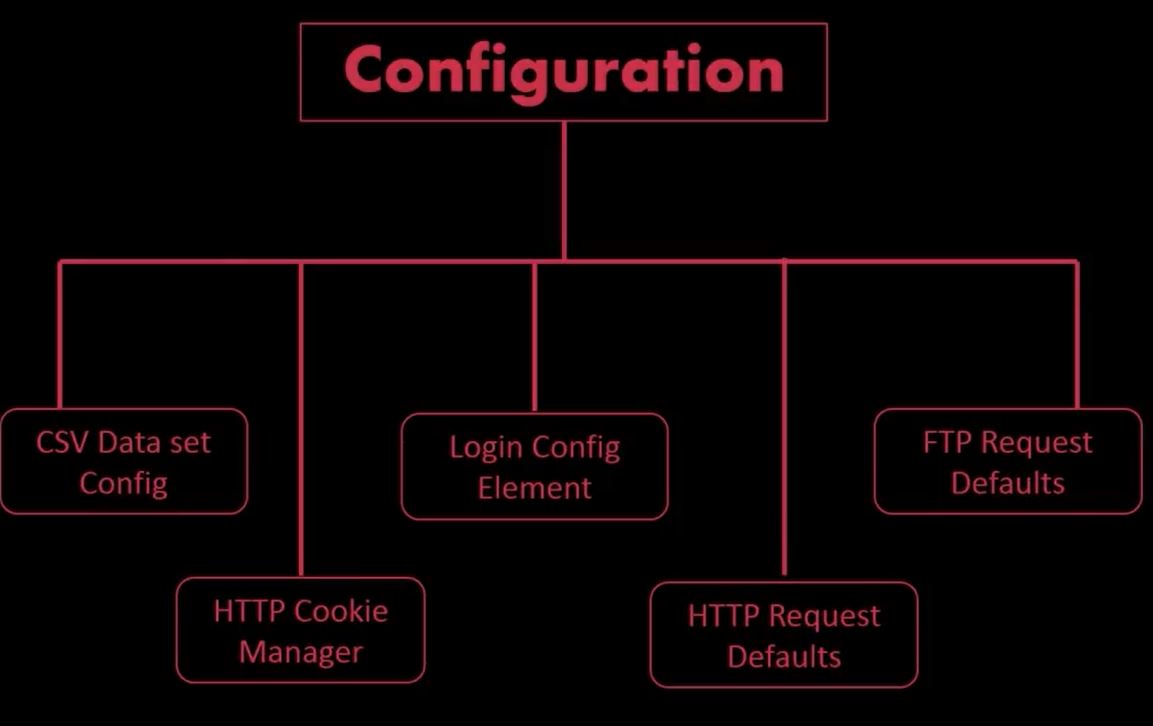 Configuration
CSV Data set
Config
Login Config
Element
FTP Request
Defaults
HTTP Cookie
Manager
HTTP Request
Defaults